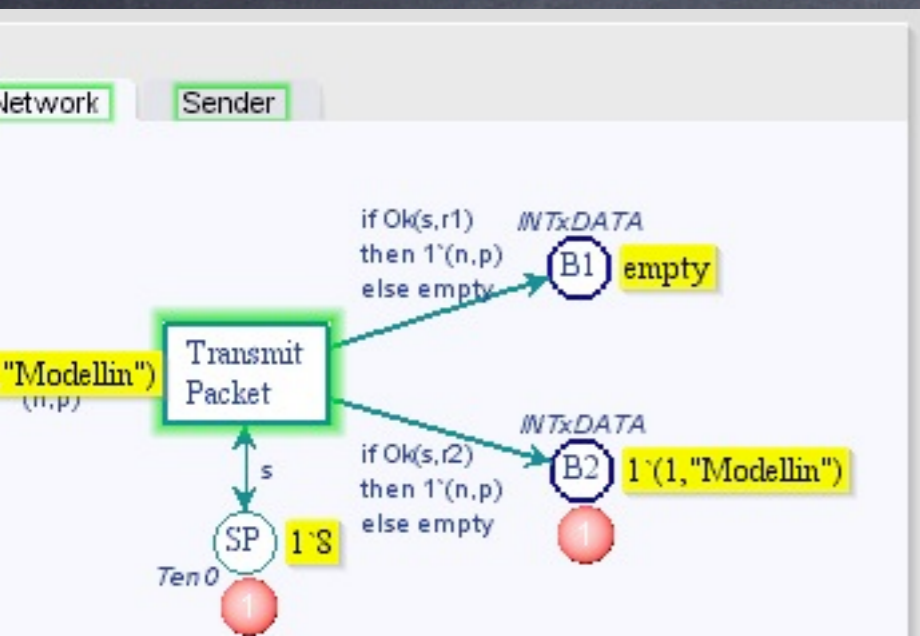 Network
Sender
if Ok(s,r1)
then 1`(n,p)
else empty
INTxDATA
B1
empty
Transmit
Packet
"Modellin")
(n,p)
if Ok(s,r2)
then 1`(n,p)
else empty
INTxDATA
B2
1`(1,"Modellin")
1
s
SP
1`8
Ten0
1